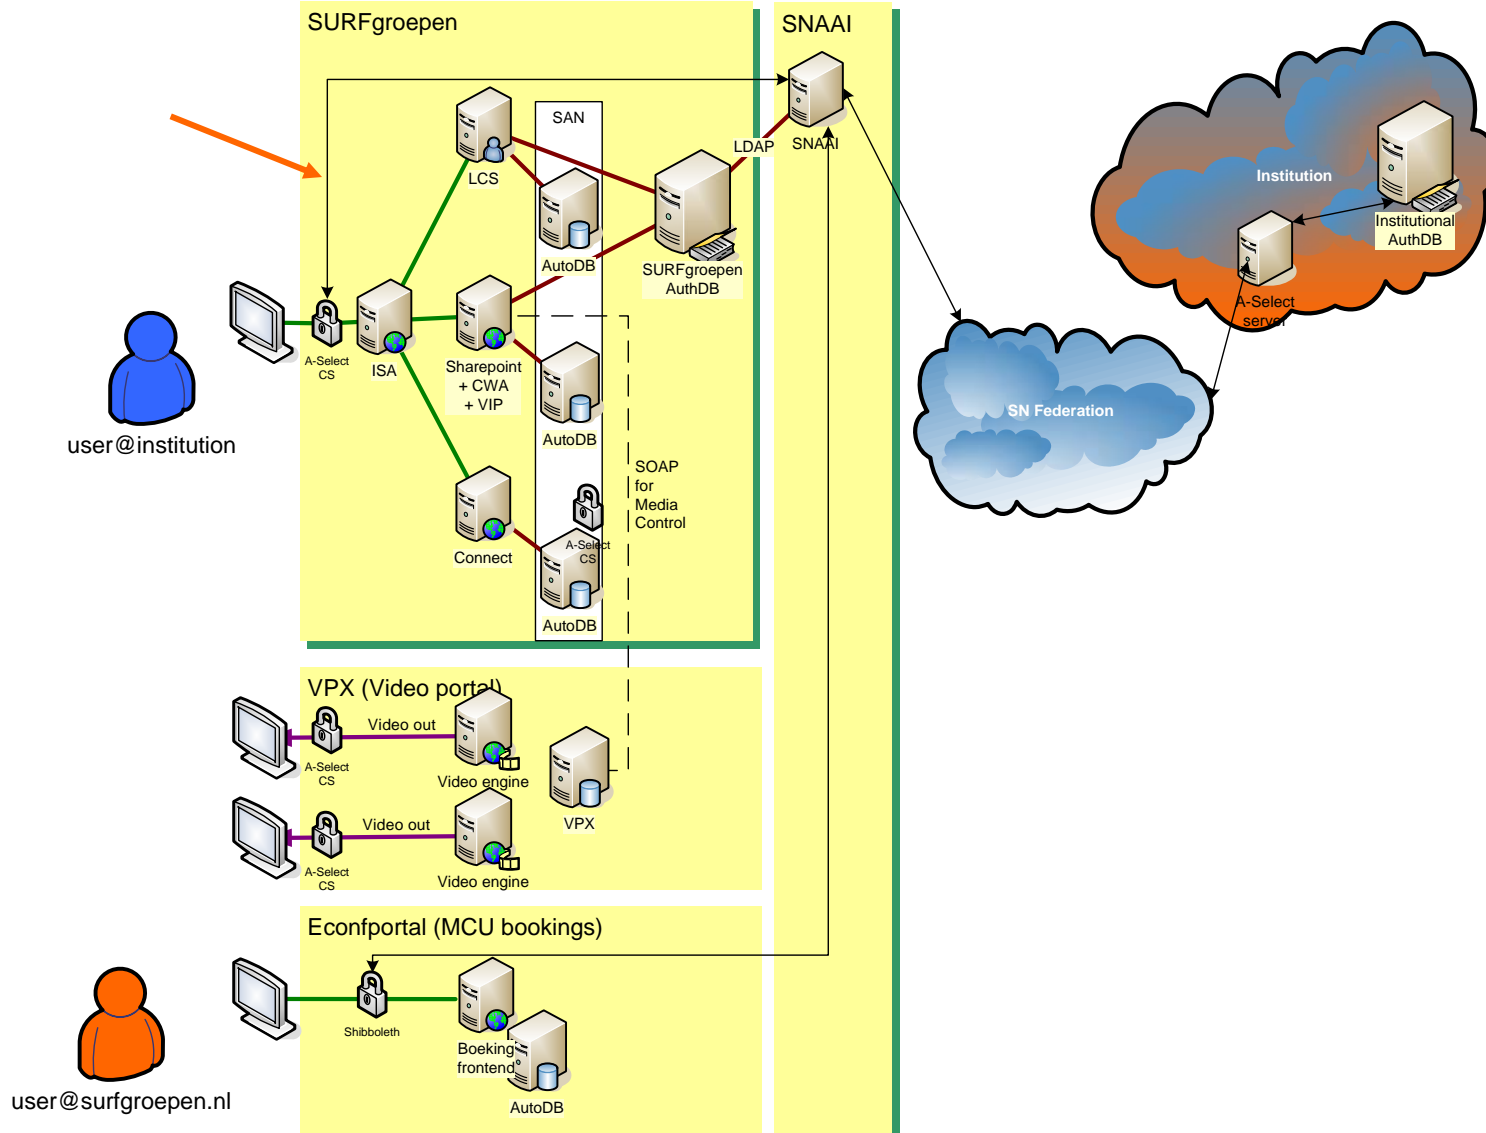 SURFgroepen
SNAAI
SAN
LCS
LDAP
SNAAI
AutoDB
SURFgroepen
AuthDB
Institution
Institutional
AuthDB
A-Select
server
A-Select
CS
ISA
Sharepoint
+ CWA
+ VIP
AutoDB
SN Federation
user@institution
SOAP
for
Media
Control
Connect
A-Select
CS
AutoDB
VPX (Video portal)
Video out
A-Select
CS
Video engine
Video out
VPX
A-Select
CS
Video engine
Econfportal (MCU bookings)
Shibboleth
Boeking
frontend
AutoDB
user@surfgroepen.nl